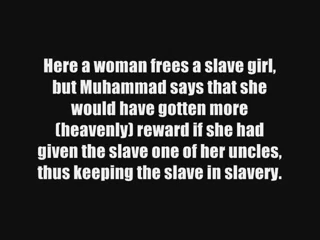 Here a woman frees a slave girl,
but Muhammad says that she
would have gotten more
(heavenly) reward if she had
given the slave one of her uncles,
thus keeping the slave in slavery.